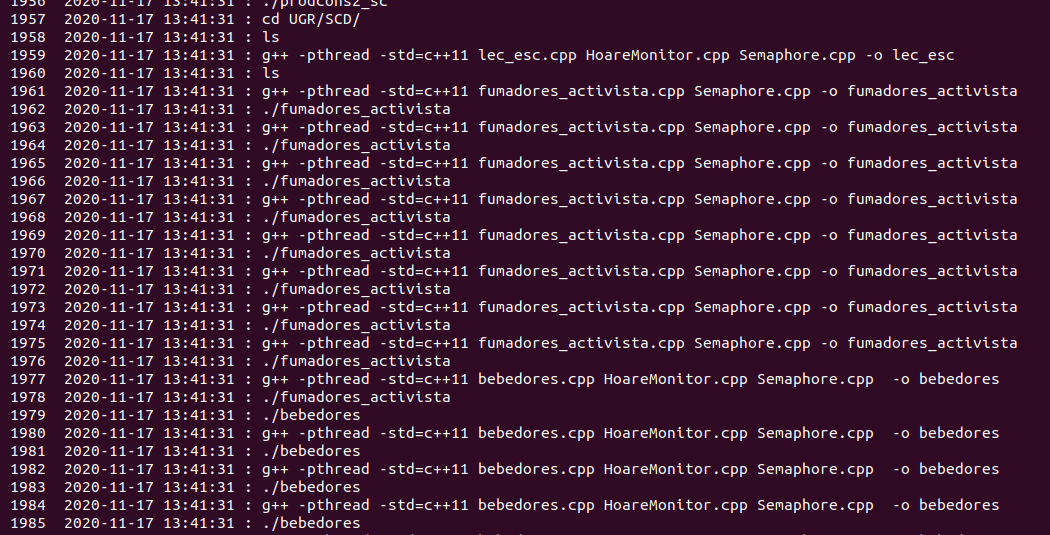 1956  2020-11-17 13:41:31 : ./prodcons2_sc
1957  2020-11-17 13:41:31 : cd UGR/SCD/
1958  2020-11-17 13:41:31 : ls
1959  2020-11-17 13:41:31 : g++ -pthread -std=c++11 lec_esc.cpp HoareMonitor.cpp Semaphore.cpp -o lec_esc
1960  2020-11-17 13:41:31 : ls
1961  2020-11-17 13:41:31 : g++ -pthread -std=c++11 fumadores_activista.cpp Semaphore.cpp -o fumadores_activista
1962  2020-11-17 13:41:31 : ./fumadores_activista
1963  2020-11-17 13:41:31 : g++ -pthread -std=c++11 fumadores_activista.cpp Semaphore.cpp -o fumadores_activista
1964  2020-11-17 13:41:31 : ./fumadores_activista
1965  2020-11-17 13:41:31 : g++ -pthread -std=c++11 fumadores_activista.cpp Semaphore.cpp -o fumadores_activista
1966  2020-11-17 13:41:31 : ./fumadores_activista
1967  2020-11-17 13:41:31 : g++ -pthread -std=c++11 fumadores_activista.cpp Semaphore.cpp -o fumadores_activista
1968  2020-11-17 13:41:31 : ./fumadores_activista
1969  2020-11-17 13:41:31 : g++ -pthread -std=c++11 fumadores_activista.cpp Semaphore.cpp -o fumadores_activista
1970  2020-11-17 13:41:31 : ./fumadores_activista
1971  2020-11-17 13:41:31 : g++ -pthread -std=c++11 fumadores_activista.cpp Semaphore.cpp -o fumadores_activista
1972  2020-11-17 13:41:31 : ./fumadores_activista
1973  2020-11-17 13:41:31 : g++ -pthread -std=c++11 fumadores_activista.cpp Semaphore.cpp -o fumadores_activista
1974  2020-11-17 13:41:31 : ./fumadores_activista
1975  2020-11-17 13:41:31 : g++ -pthread -std=c++11 fumadores_activista.cpp Semaphore.cpp -o fumadores_activista
1976  2020-11-17 13:41:31 : ./fumadores_activista
1977  2020-11-17 13:41:31 : g++ -pthread -std=c++11 bebedores.cpp HoareMonitor.cpp Semaphore.cpp  -o bebedores
1978  2020-11-17 13:41:31 : ./fumadores_activista
1979  2020-11-17 13:41:31 : ./bebedores
1980  2020-11-17 13:41:31 : g++ -pthread -std=c++11 bebedores.cpp HoareMonitor.cpp Semaphore.cpp  -o bebedores
1981  2020-11-17 13:41:31 : ./bebedores
1982  2020-11-17 13:41:31 : g++ -pthread -std=c++11 bebedores.cpp HoareMonitor.cpp Semaphore.cpp  -o bebedores
1983  2020-11-17 13:41:31 : ./bebedores
1984  2020-11-17 13:41:31 : g++ -pthread -std=c++11 bebedores.cpp HoareMonitor.cpp Semaphore.cpp  -o bebedores
1985  2020-11-17 13:41:31 : ./bebedores